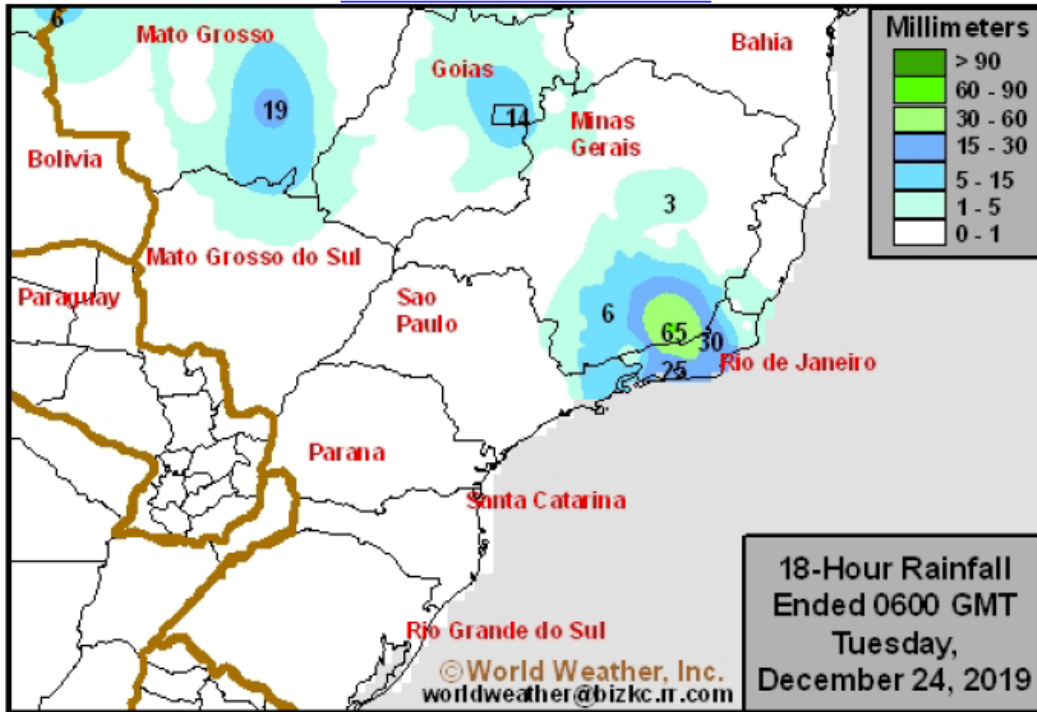 6
Mato Grosso
Goias
Bahia
Millimeters
> 90
60 - 90
30 - 60
15 - 30
5 - 15
1 - 5
0 - 1
19
14
Minas
Gerais
Bolivia
3
Mato Grosso do Sul
Paraguay
Sao
Paulo
6
65
30
25
Rio de Janeiro
Parana
Santa Catarina
Rio Grande do Sul
©World Weather, Inc.
worldweather@bizkc.rr.com
18-Hour Rainfall
Ended 0600 GMT
Tuesday,
December 24, 2019